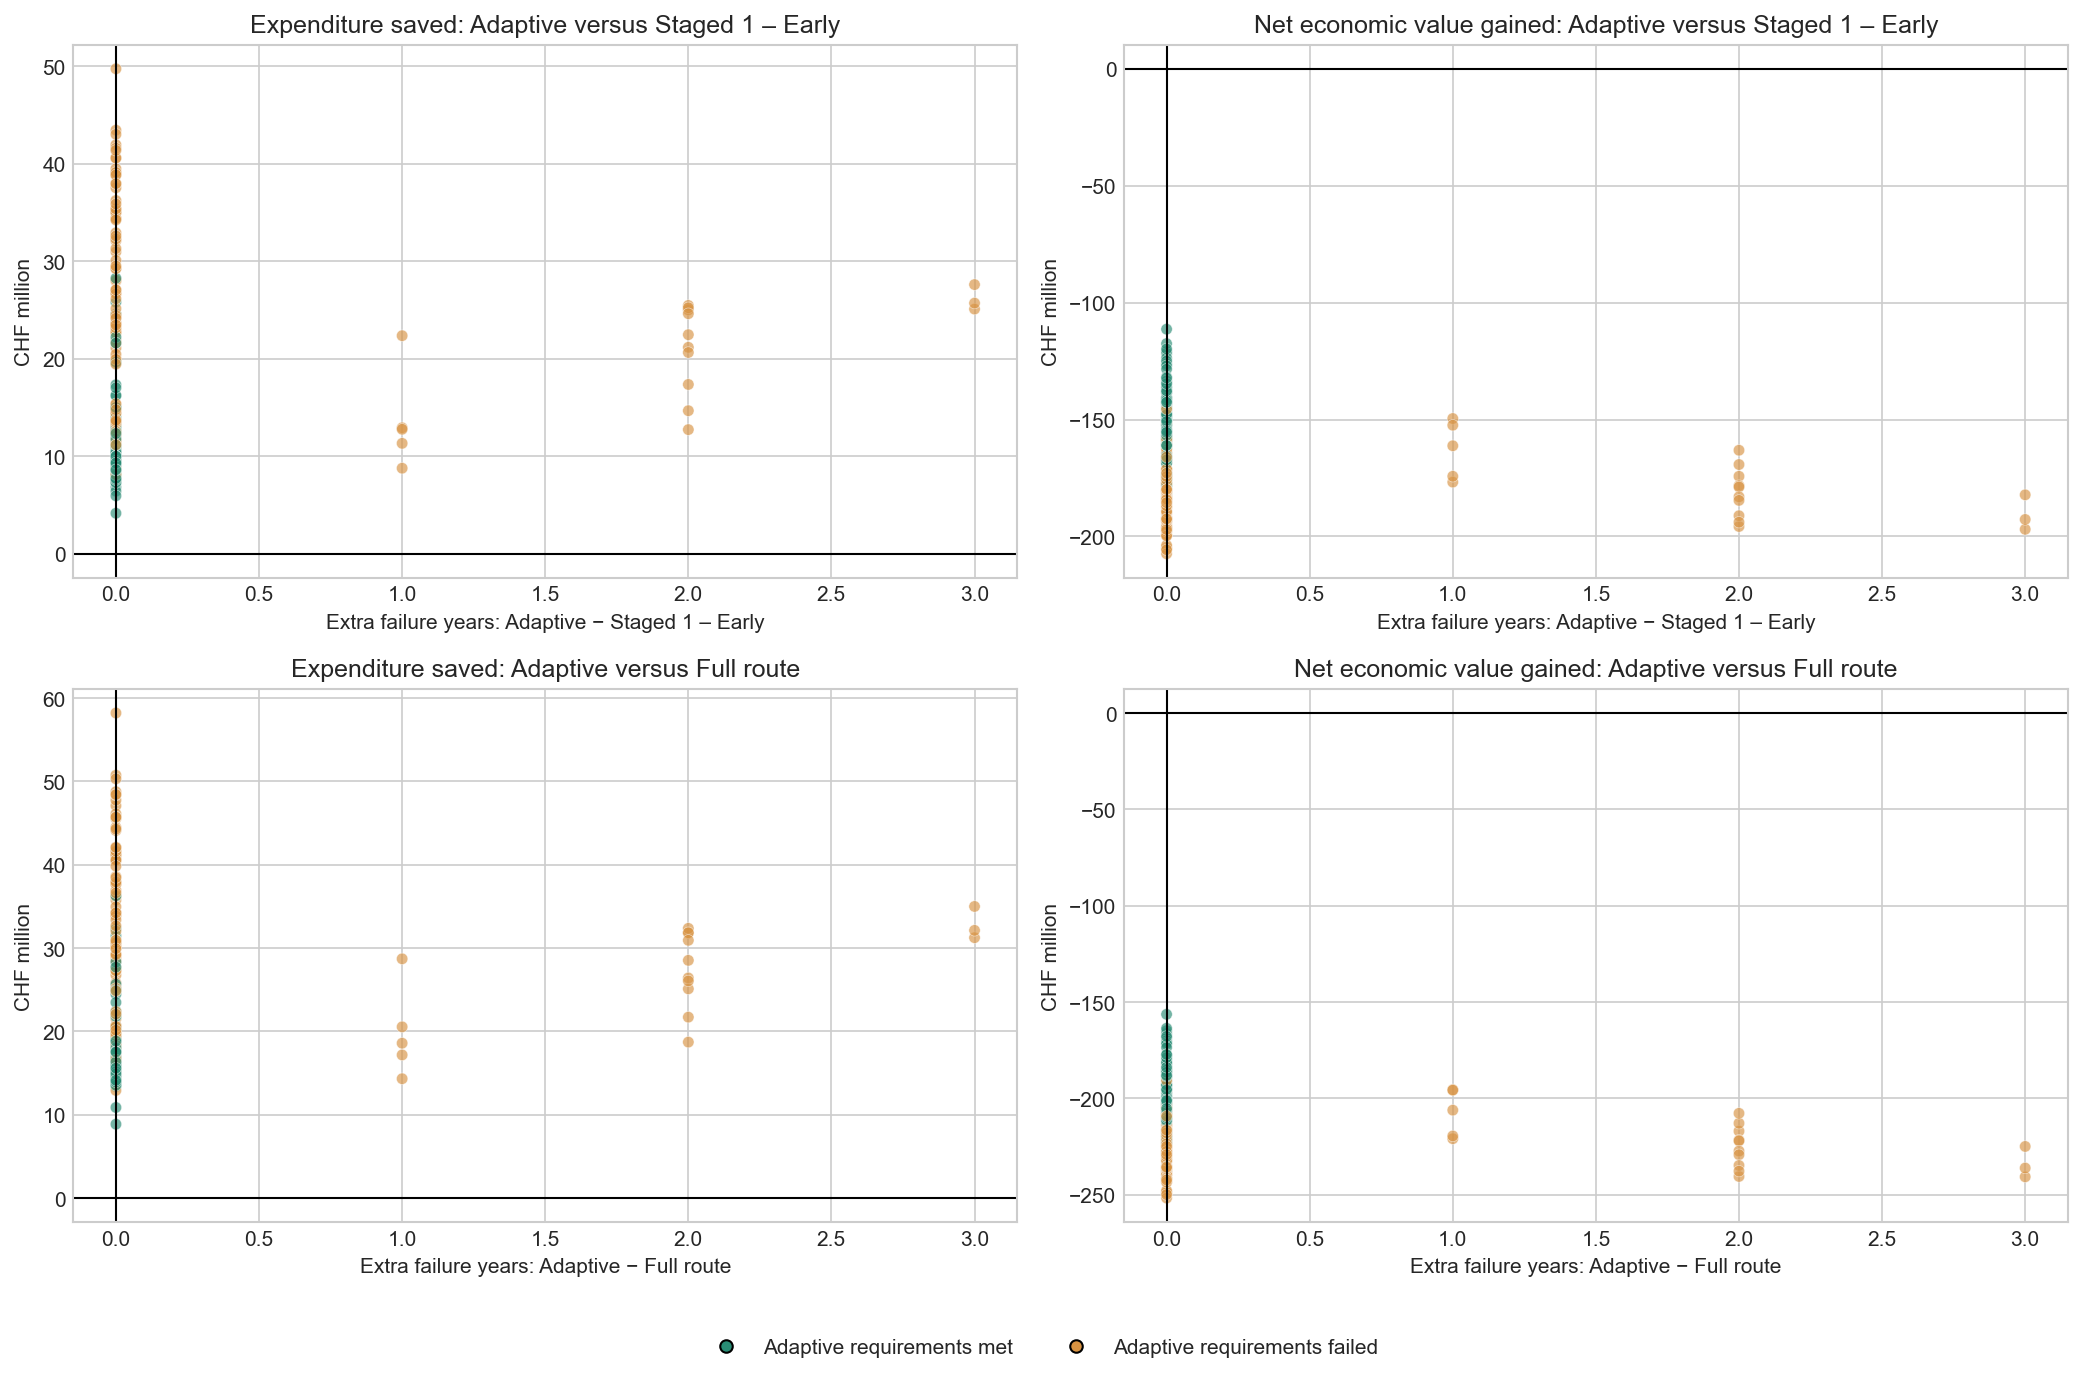 Expenditure saved: Adaptive versus Staged 1 – Early
50
40
30
20
10
0
CHF million
0.0 0.5 1.0 1.5 2.0 2.5 3.0
Extra failure years: Adaptive − Staged 1 – Early
Net economic value gained: Adaptive versus Staged 1 – Early
0
−50
−100
−150
−200
CHF million
0.0 0.5 1.0 1.5 2.0 2.5 3.0
Extra failure years: Adaptive − Staged 1 – Early
Expenditure saved: Adaptive versus Full route
60
50
40
30
20
10
0
CHF million
0.0 0.5 1.0 1.5 2.0 2.5 3.0
Extra failure years: Adaptive − Full route
Net economic value gained: Adaptive versus Full route
0
−50
−100
−150
−200
−250
CHF million
0.0 0.5 1.0 1.5 2.0 2.5 3.0
Extra failure years: Adaptive − Full route
Adaptive requirements met
Adaptive requirements failed